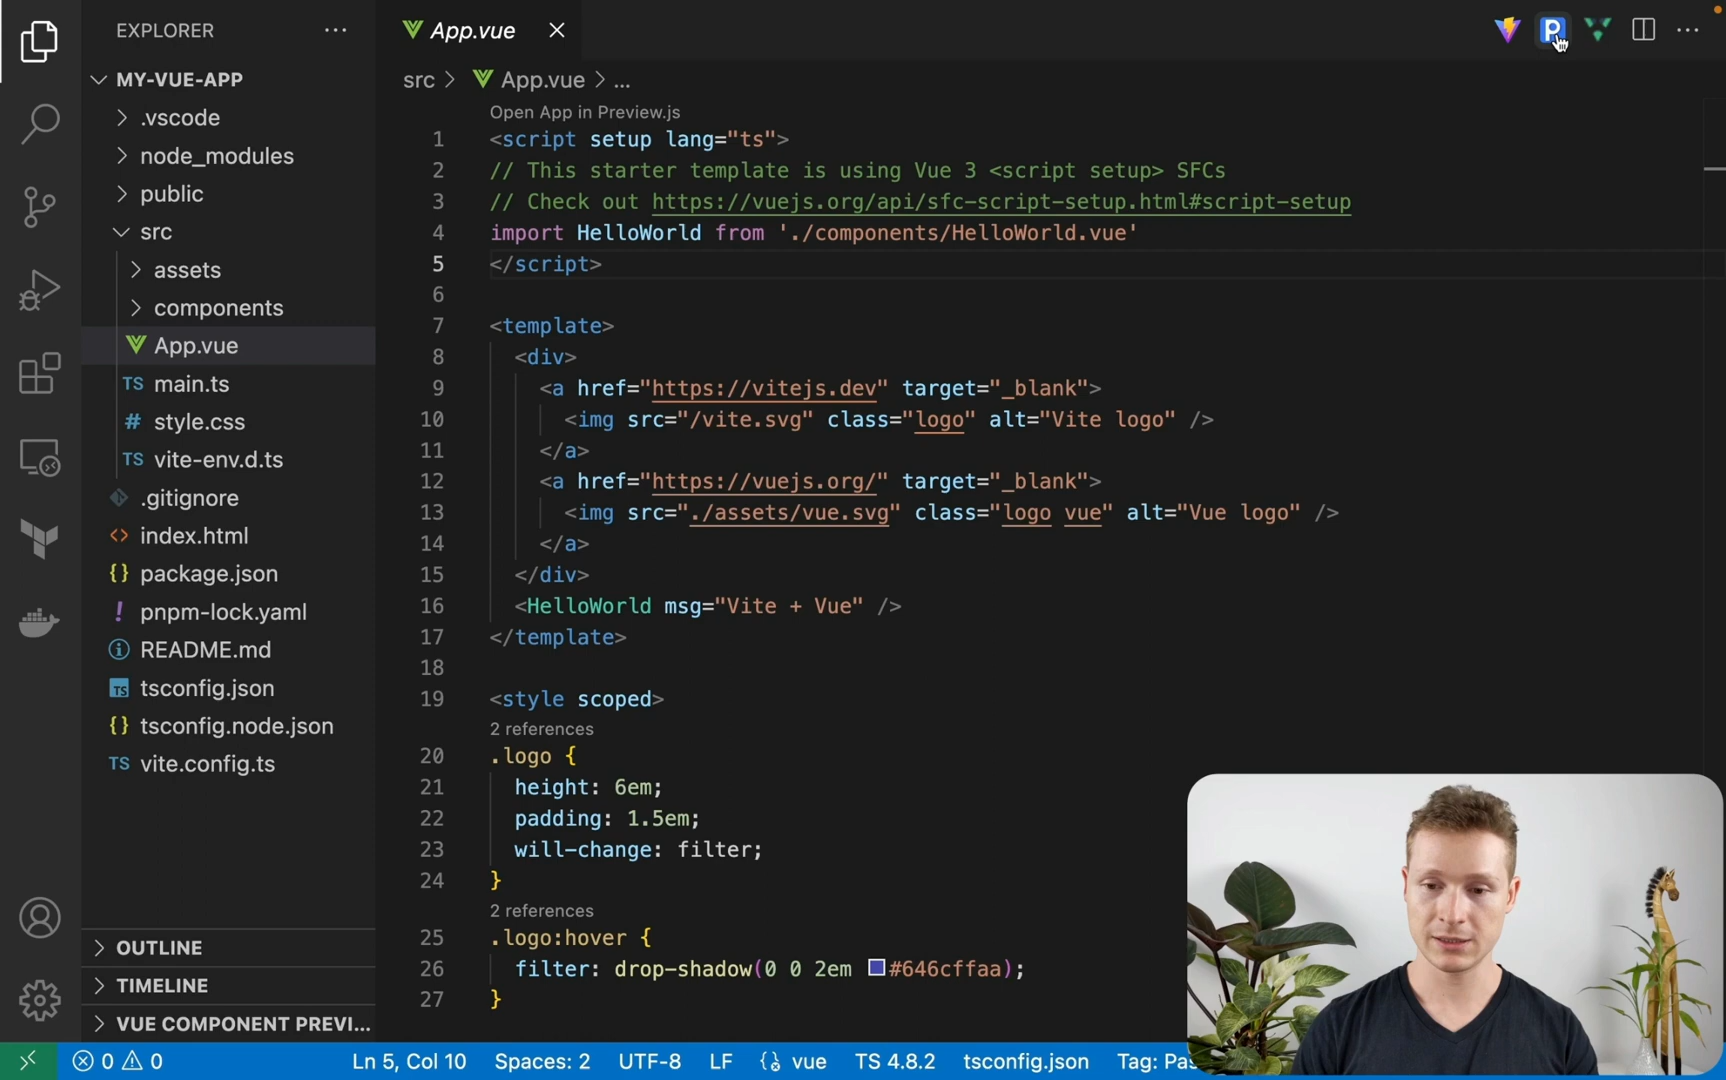 EXPLORER
MY-VUE-APP
.vscode
node_modules
public
src
assets
components
App.vue
TS main.ts
# style.css
TS vite-env.d.ts
.gitignore
<> index.html
{} package.json
! pnpm-lock.yaml
README.md
TS tsconfig.json
{} tsconfig.node.json
TS vite.config.ts
OUTLINE
TIMELINE
VUE COMPONENT PREVI...
App.vue
P
src > App.vue > ...
Open App in Preview.js
1 <script setup lang="ts">
2 // This starter template is using Vue 3 <script setup> SFCs
3 // Check out https://vuejs.org/api/sfc-script-setup.html#script-setup
4 import HelloWorld from './components/HelloWorld.vue'
5 </script>
6
7 <template>
8 <div>
9 <a href="https://vitejs.dev" target="_blank">
10 <img src="/vite.svg" class="logo" alt="Vite logo" />
11 </a>
12 <a href="https://vuejs.org/" target="_blank">
13 <img src="./assets/vue.svg" class="logo vue" alt="Vue logo" />
14 </a>
15 </div>
16 <HelloWorld msg="Vite + Vue" />
17 </template>
18
19 <style scoped>
2 references
20 .logo {
21 height: 6em;
22 padding: 1.5em;
23 will-change: filter;
24 }
2 references
25 .logo:hover {
26 filter: drop-shadow(0 0 2em #646cffaa);
27 }
0 0 Ln 5, Col 10 Spaces: 2 UTF-8 LF {} vue TS 4.8.2 tsconfig.json Tag: Pas